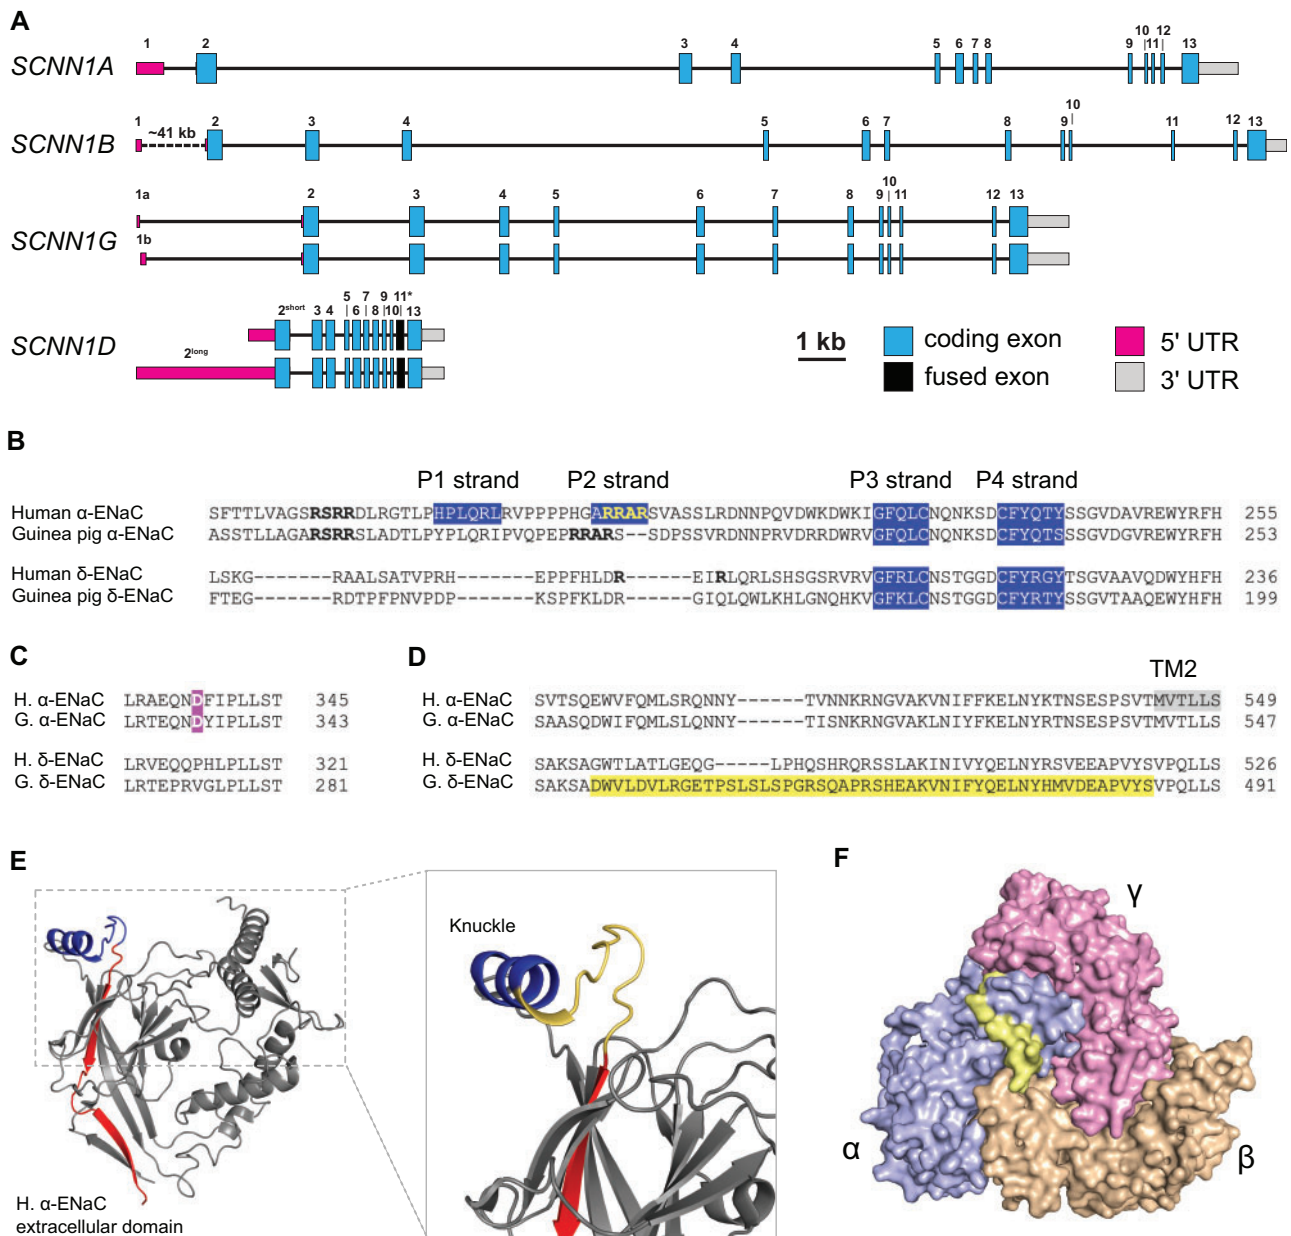 A
SCNN1A
1 2 3 4 5 6 7 8 9 10 11 12 13
SCNN1B
1 ~41 kb 2 3 4 5 6 7 8 9 10 11 12 13
SCNN1G
1a 2 3 4 5 6 7 8 9 10 11 12 13
1b
SCNN1D
2short 3 4 5 6 7 8 9 10 11* 13
2long
1 kb
coding exon
fused exon
5' UTR
3' UTR
B
P1 strand P2 strand P3 strand P4 strand
Human α-ENaC SFTTLVAGSRSRRDLRGTLPHPLQRLRVPPPPHGARRARSVASSLRDNNPQVDWKDWKIGFQLCNQNKSDCFYQTYSSGVDAVREWYRFH 255
Guinea pig α-ENaC ASSTLLAGARSRRSLADTLPYPLQRIPVQPEPRRARS--SDPSSVRDNNPVDRRDWRVGFQLCNQNKSDCFYQTSSSGVDGVREWYRFH 253
Human δ-ENaC LSKG-------RAALSATVPRH-------EPPFHLDR------EIRLQRLSHSGSRVRVGFRLCNSTGGDCFYRGYTSGVAAVQDWYHFH 236
Guinea pig δ-ENaC FTEG-------RDTPFPNVPDP-------KSPFKLDR------GIQLQWLKHLGNQHKVGFKLCNSTGGDCFYRTYSSGVTAAQEWYHFH 199
C
H. α-ENaC LRAEQNDFIPLLST 345
G. α-ENaC LRTEQNDYIPLLST 343
H. δ-ENaC LRVEQQPHLPLLST 321
G. δ-ENaC LRTEPRVGLPLLST 281
D
TM2
H. α-ENaC SVTSQEWVFQMLSRQNNY------TVNNKRNGVAKVNIFFKELNYKTNSESPSVTMVTLLS 549
G. α-ENaC SAASQDWIFQMLSLQNNY------TISNKRNGVAKLNIYFKELNYRTNSESPSVTMVTLLS 547
H. δ-ENaC SAKSAGWTLATLGEQG-----LPHQSHRQRSSLAKINIVYQELNYRSVEEAPVYSVPQLLS 526
G. δ-ENaC SAKSADWVLDVLRGETPSLSLSPGRSQAPRSHEAKVNIFYQELNYHMVDEAPVYSVPQLLS 491
E
Knuckle
H. α-ENaC
extracellular domain
F
γ
α
β